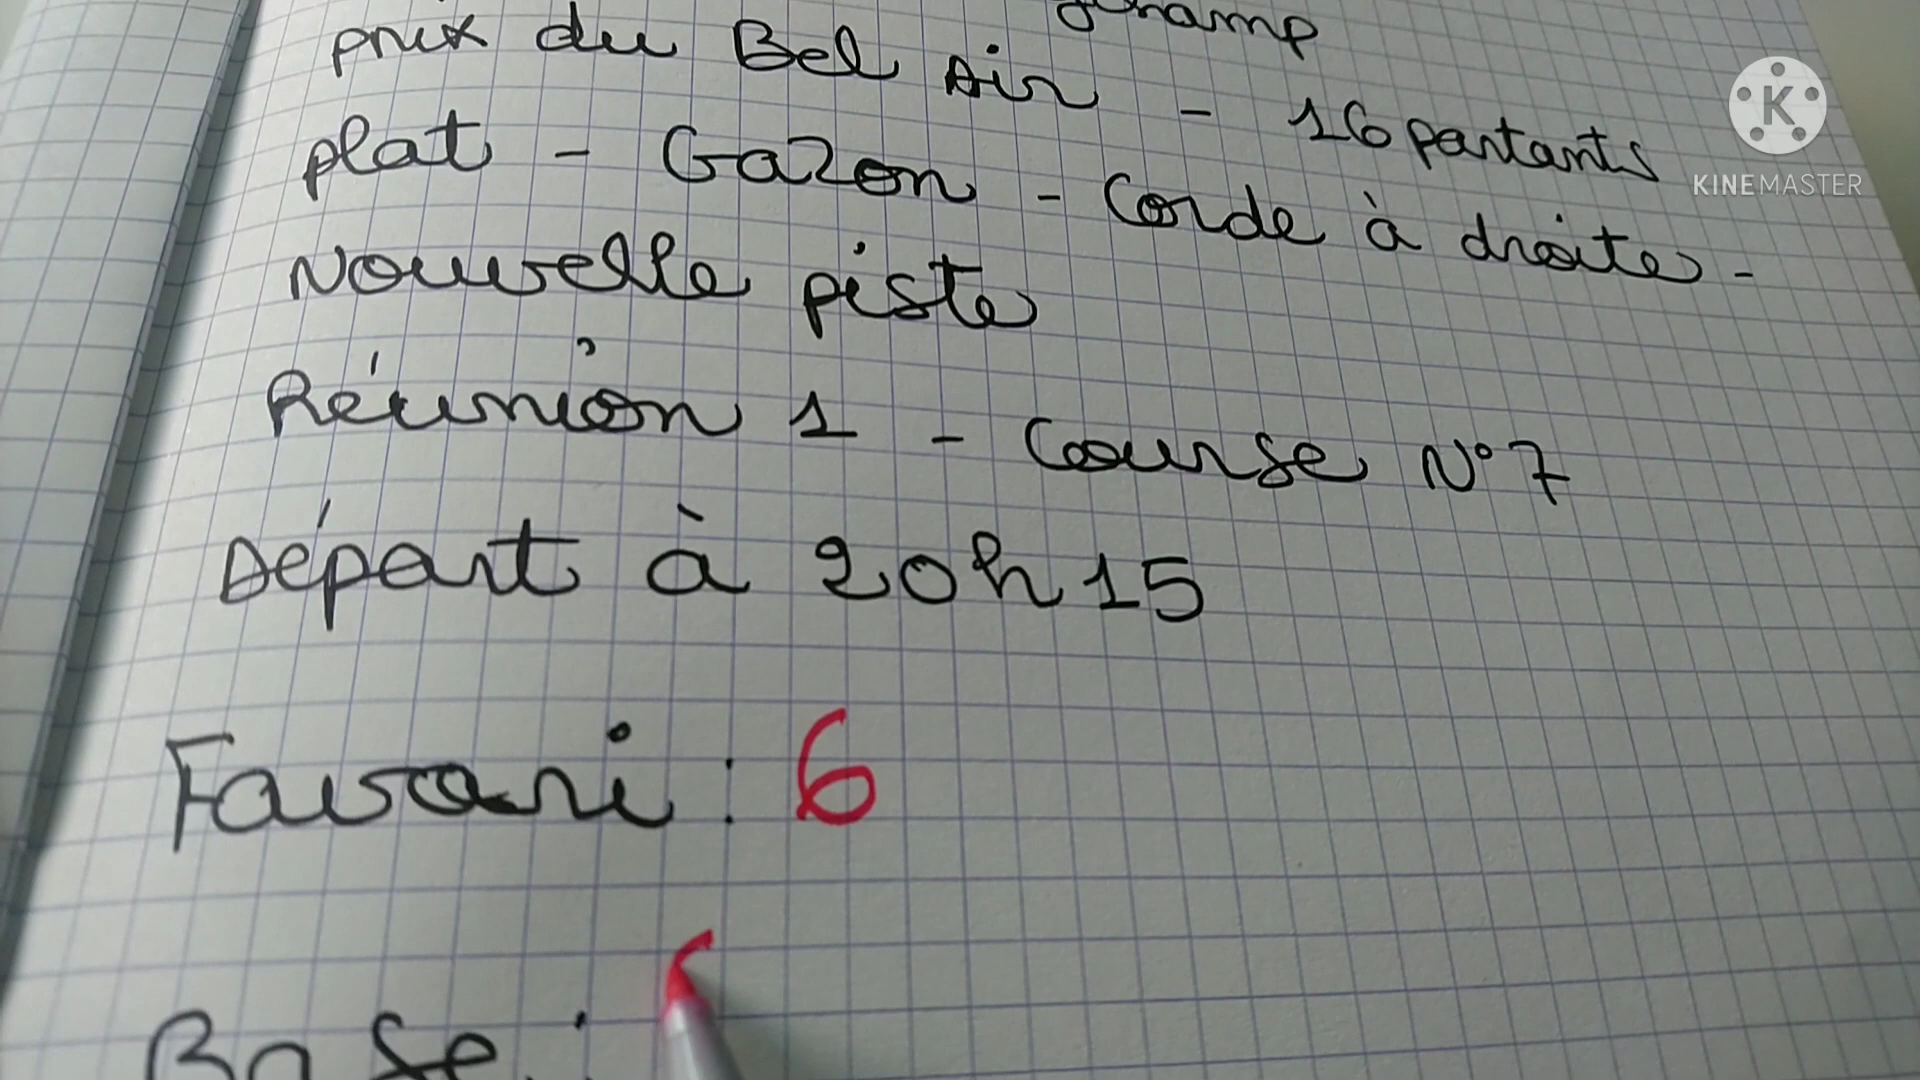 prix du Bel Air - 16 partants
plat - Gazon - Corde à droite -
Nouvelle piste
Réunion 1 - Course N°7
Départ à 20h15
Favori : 6
Base :
K
KINEMASTER